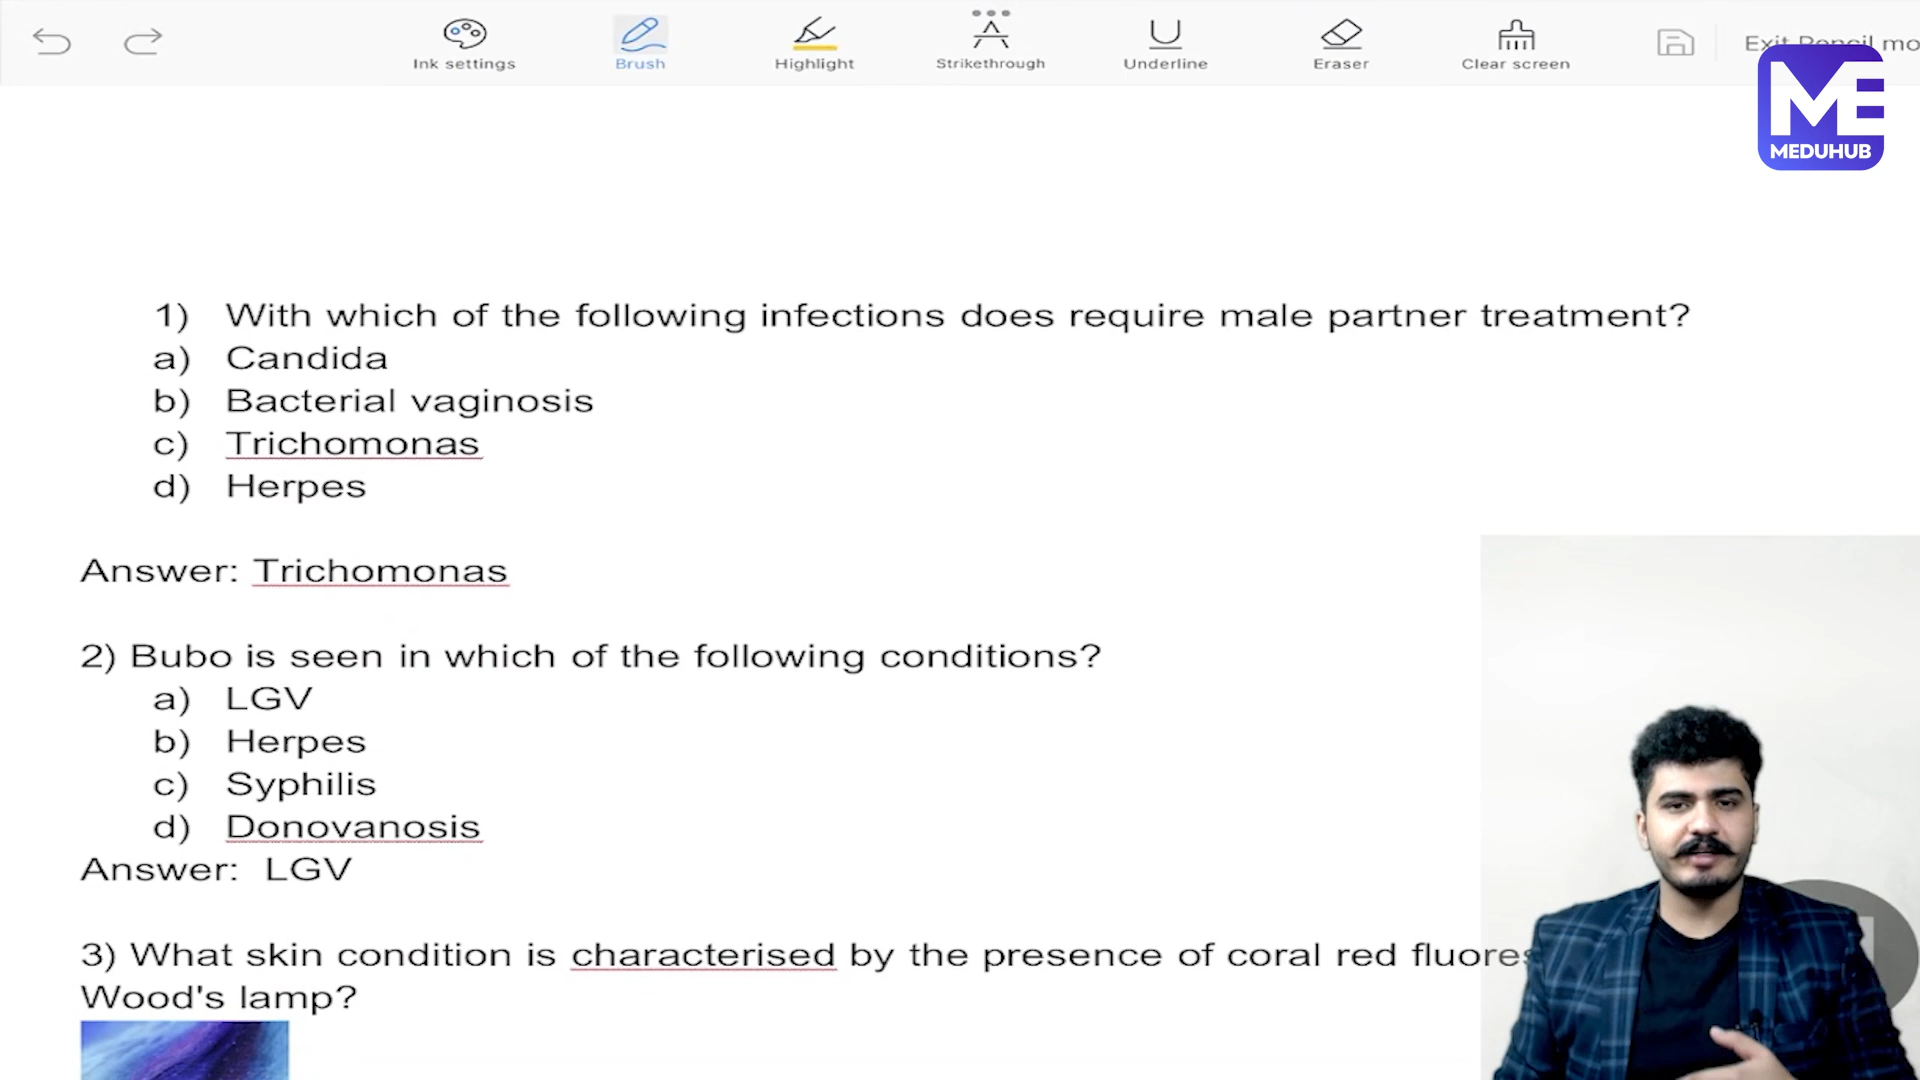 Ink settings
Brush
Highlight
Strikethrough
Underline
Eraser
Clear screen
Exit Pencil mo
MEDUHUB
1) With which of the following infections does require male partner treatment?
a) Candida
b) Bacterial vaginosis
c) Trichomonas
d) Herpes
Answer: Trichomonas
2) Bubo is seen in which of the following conditions?
a) LGV
b) Herpes
c) Syphilis
d) Donovanosis
Answer: LGV
3) What skin condition is characterised by the presence of coral red fluores
Wood's lamp?